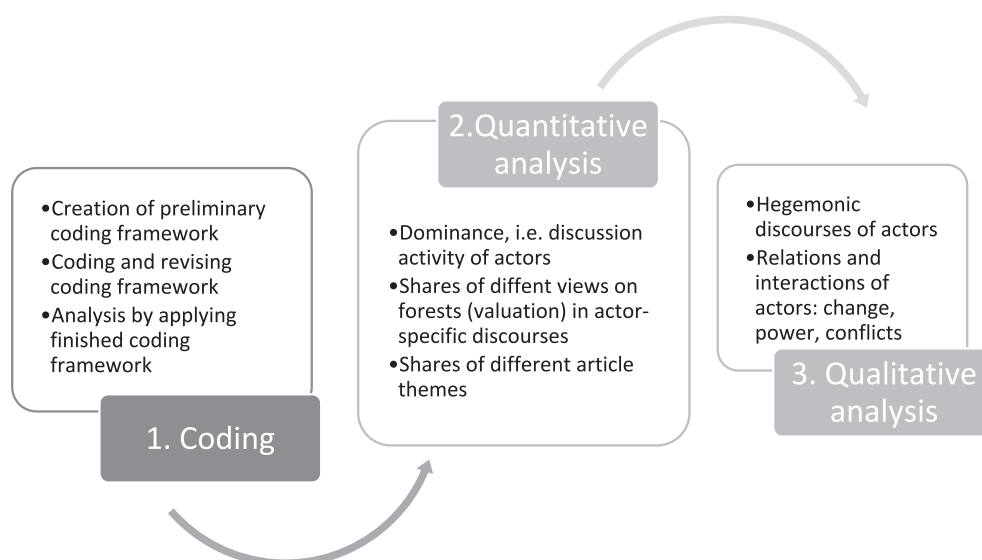 •Creation of preliminary
coding framework
•Coding and revising
coding framework
•Analysis by applying
finished coding
framework
1. Coding
2.Quantitative
analysis
•Dominance, i.e. discussion
activity of actors
•Shares of diffent views on
forests (valuation) in actor-
specific discourses
•Shares of different article
themes
•Hegemonic
discourses of actors
•Relations and
interactions of
actors: change,
power, conflicts
3. Qualitative
analysis